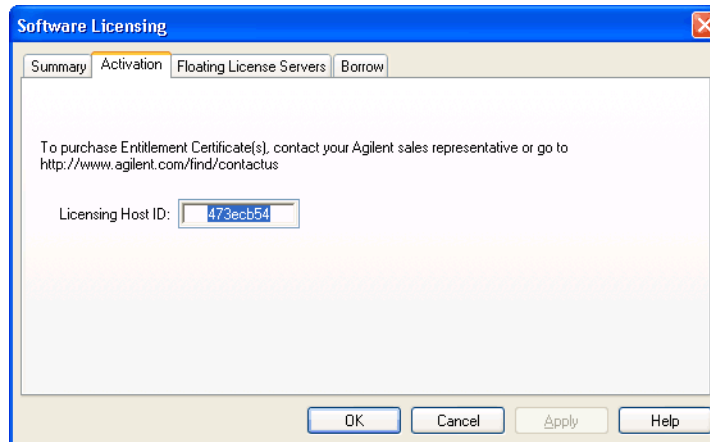 Software Licensing
Summary Activation Floating License Servers Borrow
To purchase Entitlement Certificate(s), contact your Agilent sales representative or go to
http://www.agilent.com/find/contactus
Licensing Host ID: 473ecb54
OK Cancel Apply Help